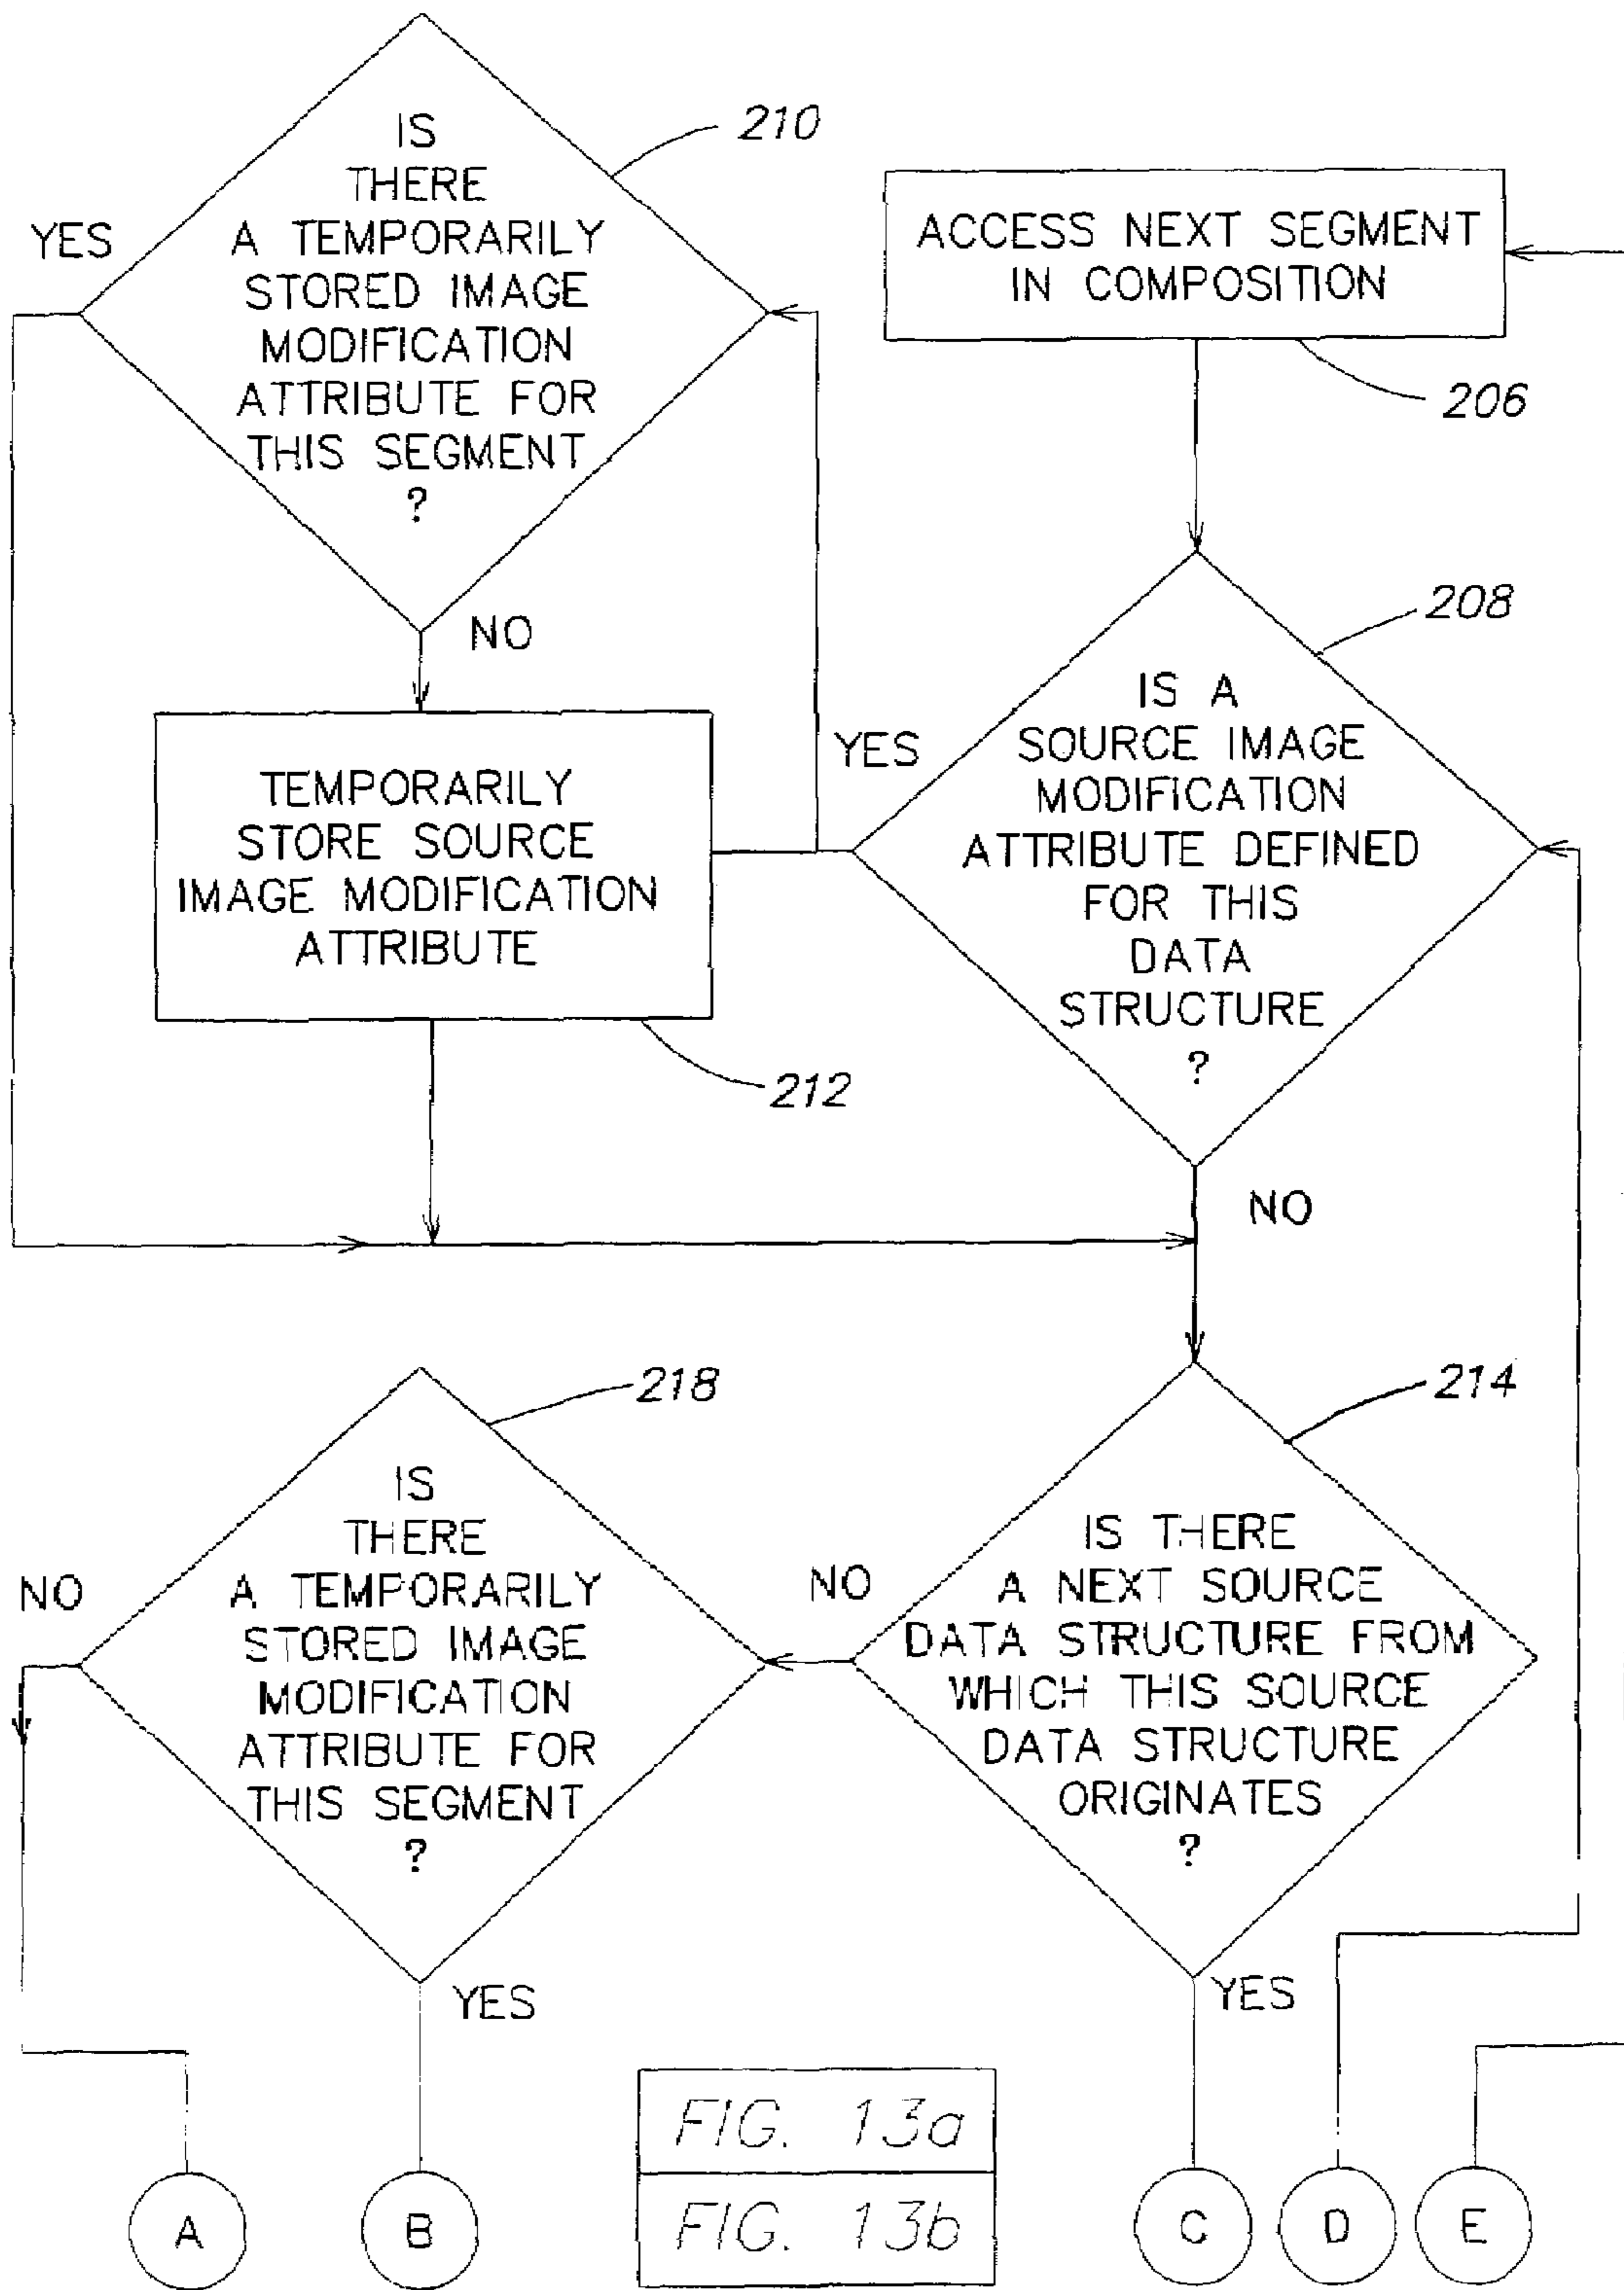 IS
THERE
A TEMPORARILY
STORED IMAGE
MODIFICATION
ATTRIBUTE FOR
THIS SEGMENT
?
210
YES
NO
ACCESS NEXT SEGMENT
IN COMPOSITION
206
208
IS A
SOURCE IMAGE
MODIFICATION
ATTRIBUTE DEFINED
FOR THIS
DATA
STRUCTURE
?
YES
NO
TEMPORARILY
STORE SOURCE
IMAGE MODIFICATION
ATTRIBUTE
212
218
IS
THERE
A TEMPORARILY
STORED IMAGE
MODIFICATION
ATTRIBUTE FOR
THIS SEGMENT
?
NO
YES
214
IS THERE
A NEXT SOURCE
DATA STRUCTURE FROM
WHICH THIS SOURCE
DATA STRUCTURE
ORIGINATES
?
NO
YES
A
B
FIG. 13a
FIG. 13b
C
D
E